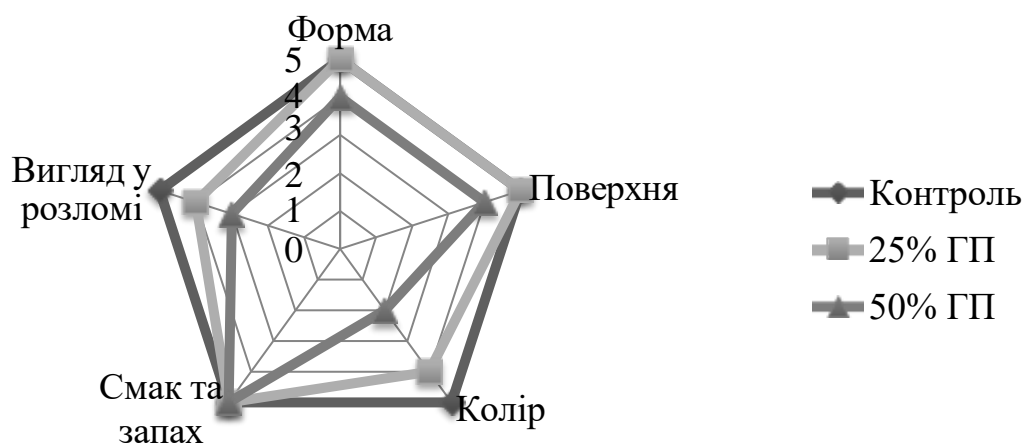 Форма
5
4
3
2
1
0
Поверхня
Колір
Смак та
запах
Вигляд у
розломі
Контроль
25% ГП
50% ГП